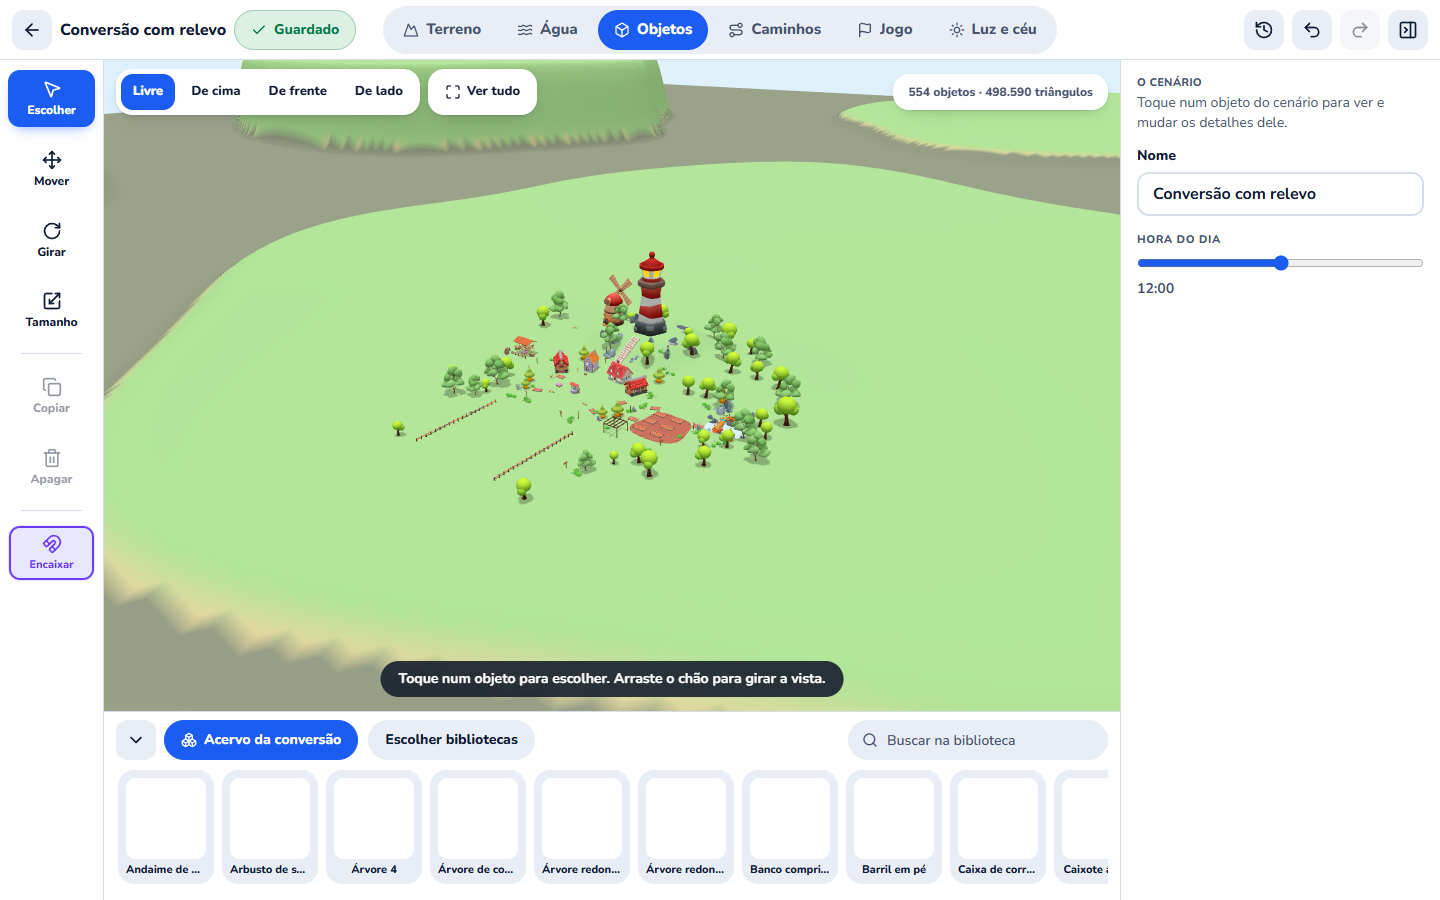 Conversão com relevo
Guardado
Terreno
Água
Objetos
Caminhos
Jogo
Luz e céu
Escolher
Mover
Girar
Tamanho
Copiar
Apagar
Encaixar
Livre
De cima
De frente
De lado
Ver tudo
554 objetos · 498.590 triângulos
Toque num objeto para escolher. Arraste o chão para girar a vista.
Acervo da conversão
Escolher bibliotecas
Buscar na biblioteca
Andaime de ...
Arbusto de s...
Árvore 4
Árvore de co...
Árvore redon...
Árvore redon...
Banco compri...
Barril em pé
Caixa de corr...
Caixote
O CENÁRIO
Toque num objeto do cenário para ver e
mudar os detalhes dele.
Nome
Conversão com relevo
HORA DO DIA
12:00